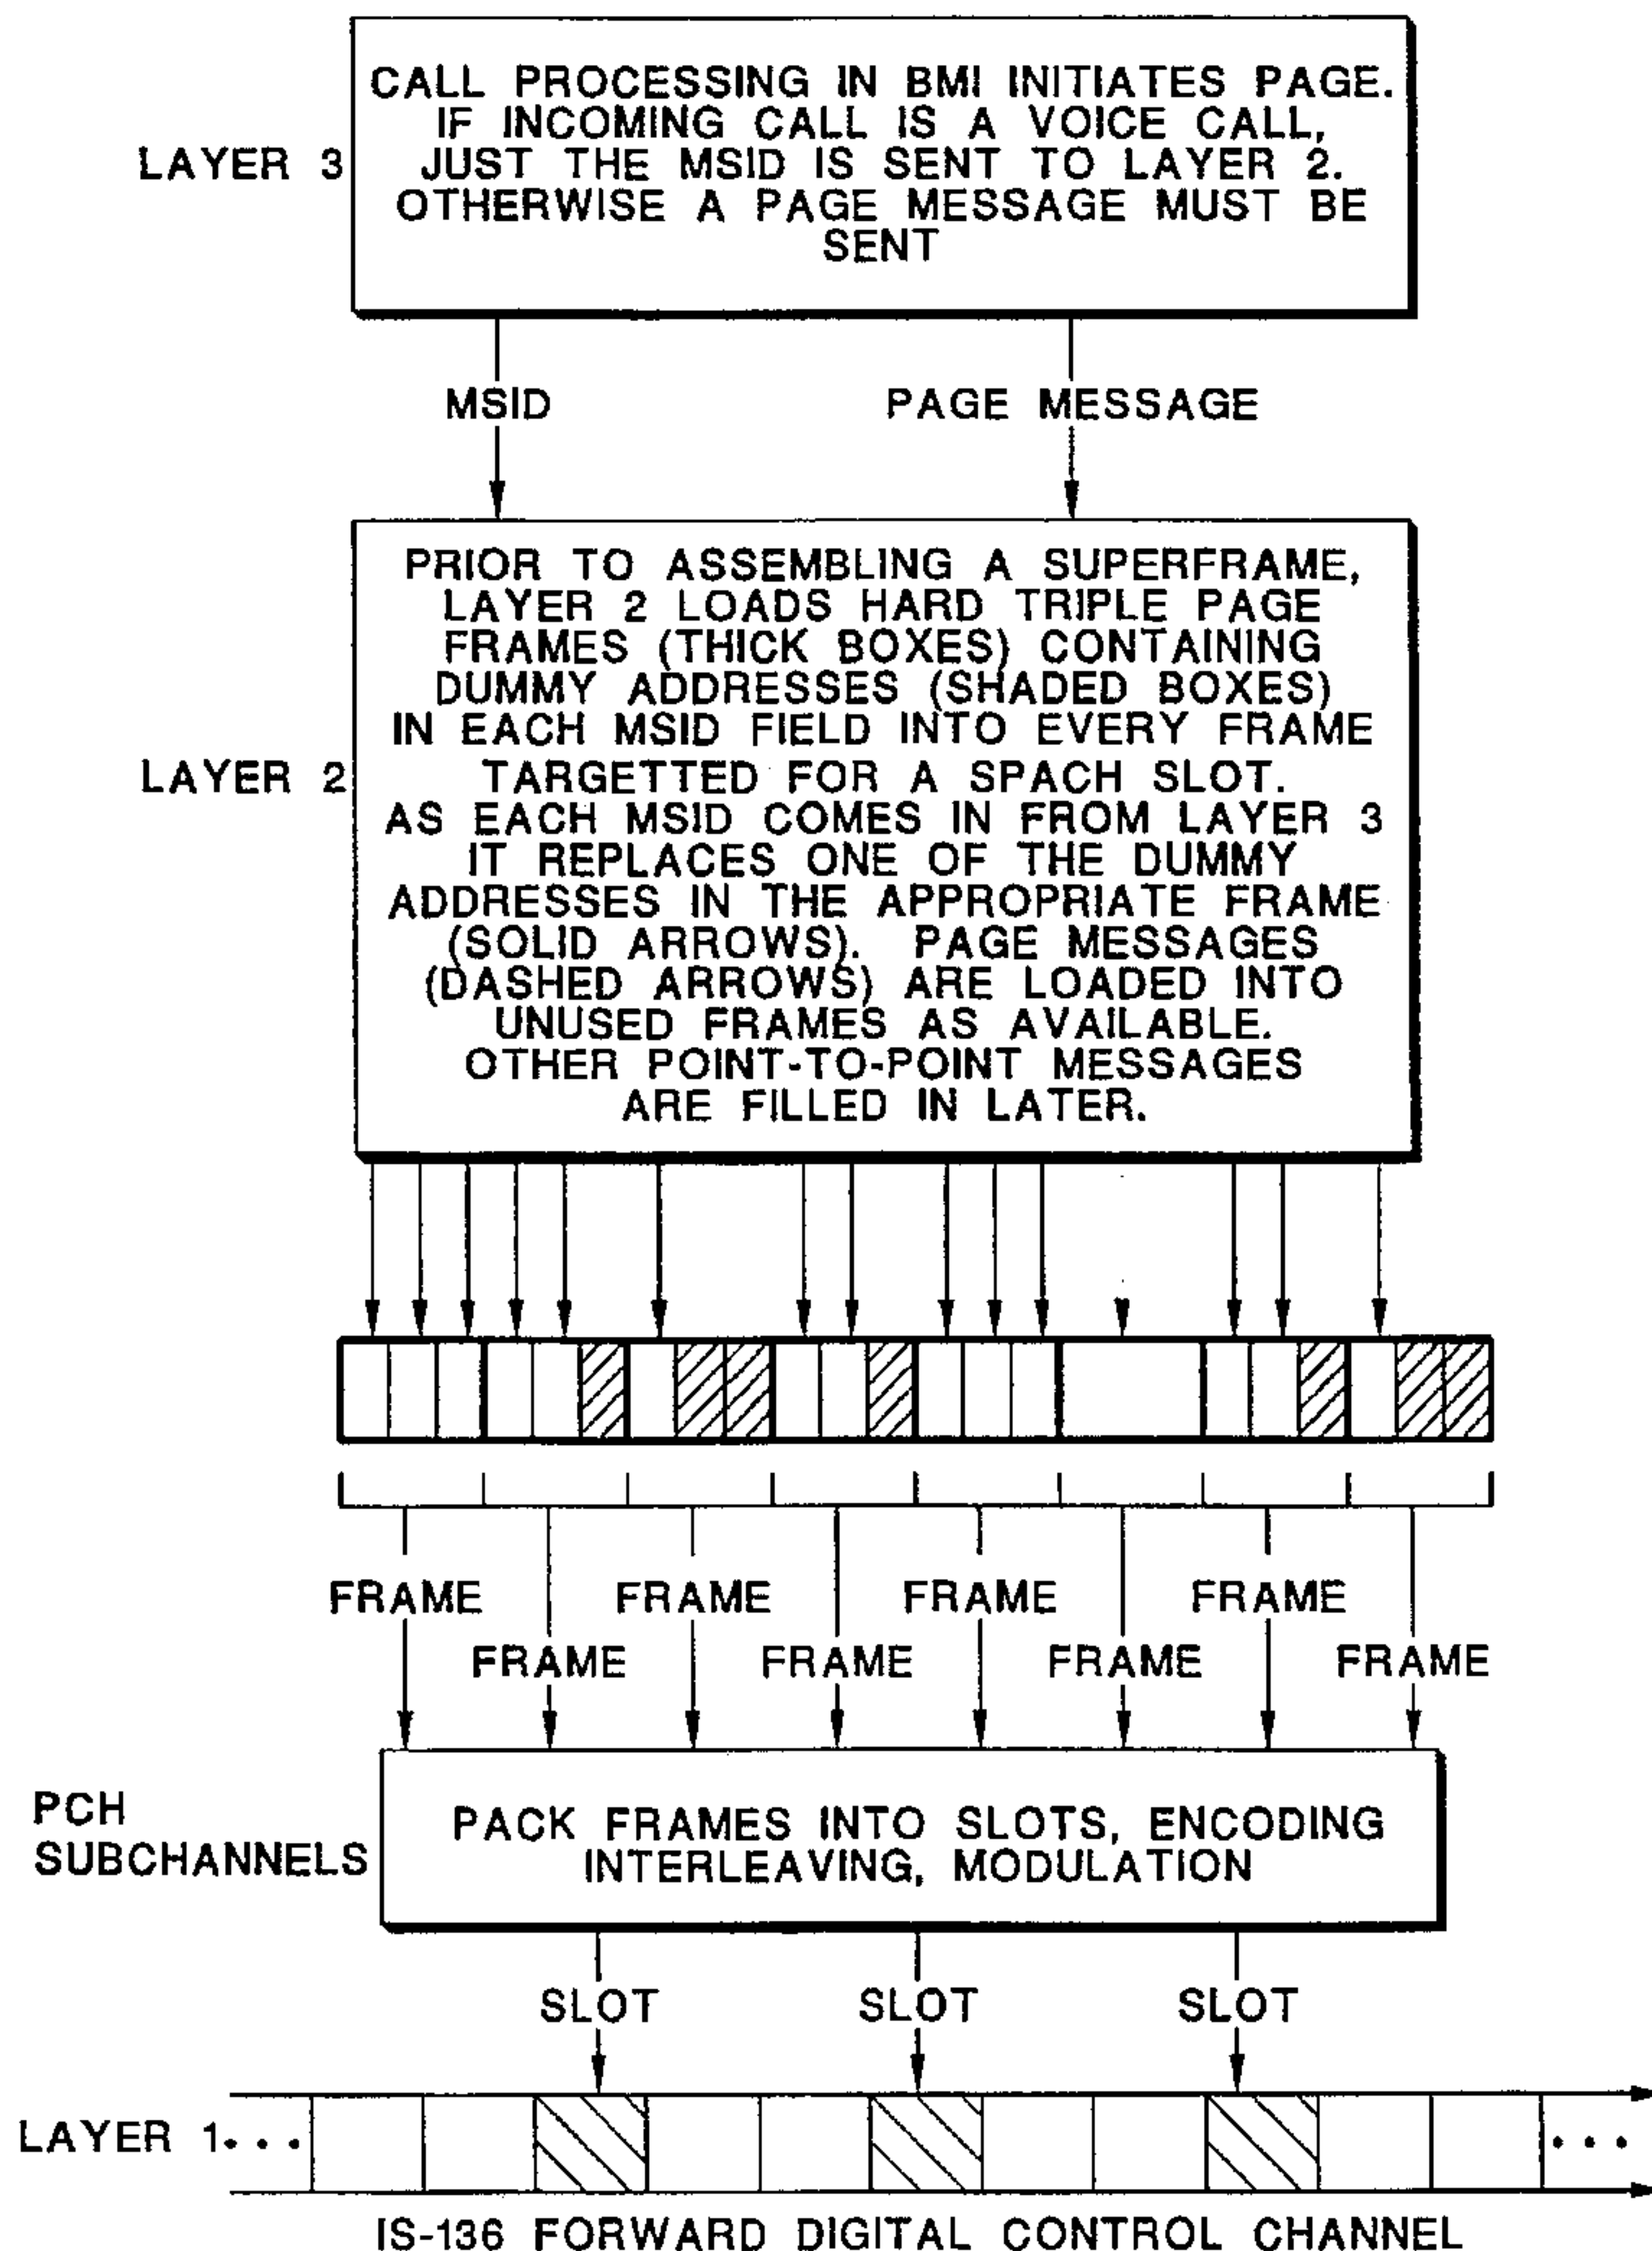 CALL PROCESSING IN BMI INITIATES PAGE.
IF INCOMING CALL IS A VOICE CALL,
LAYER 3
JUST THE MSID IS SENT TO LAYER 2.
OTHERWISE A PAGE MESSAGE MUST BE
SENT
MSID
PAGE MESSAGE
PRIOR TO ASSEMBLING A SUPERFRAME,
LAYER 2 LOADS HARD TRIPLE PAGE
FRAMES (THICK BOXES) CONTAINING
DUMMY ADDRESSES (SHADED BOXES)
IN EACH MSID FIELD INTO EVERY FRAME
LAYER 2
TARGETTED FOR A SPACH SLOT.
AS EACH MSID COMES IN FROM LAYER 3
IT REPLACES ONE OF THE DUMMY
ADDRESSES IN THE APPROPRIATE FRAME
(SOLID ARROWS). PAGE MESSAGES
(DASHED ARROWS) ARE LOADED INTO
UNUSED FRAMES AS AVAILABLE.
OTHER POINT-TO-POINT MESSAGES
ARE FILLED IN LATER.
FRAME FRAME FRAME FRAME
FRAME FRAME FRAME FRAME
PCH
SUBCHANNELS
PACK FRAMES INTO SLOTS, ENCODING
INTERLEAVING, MODULATION
SLOT SLOT SLOT
LAYER 1... ...
IS-136 FORWARD DIGITAL CONTROL CHANNEL